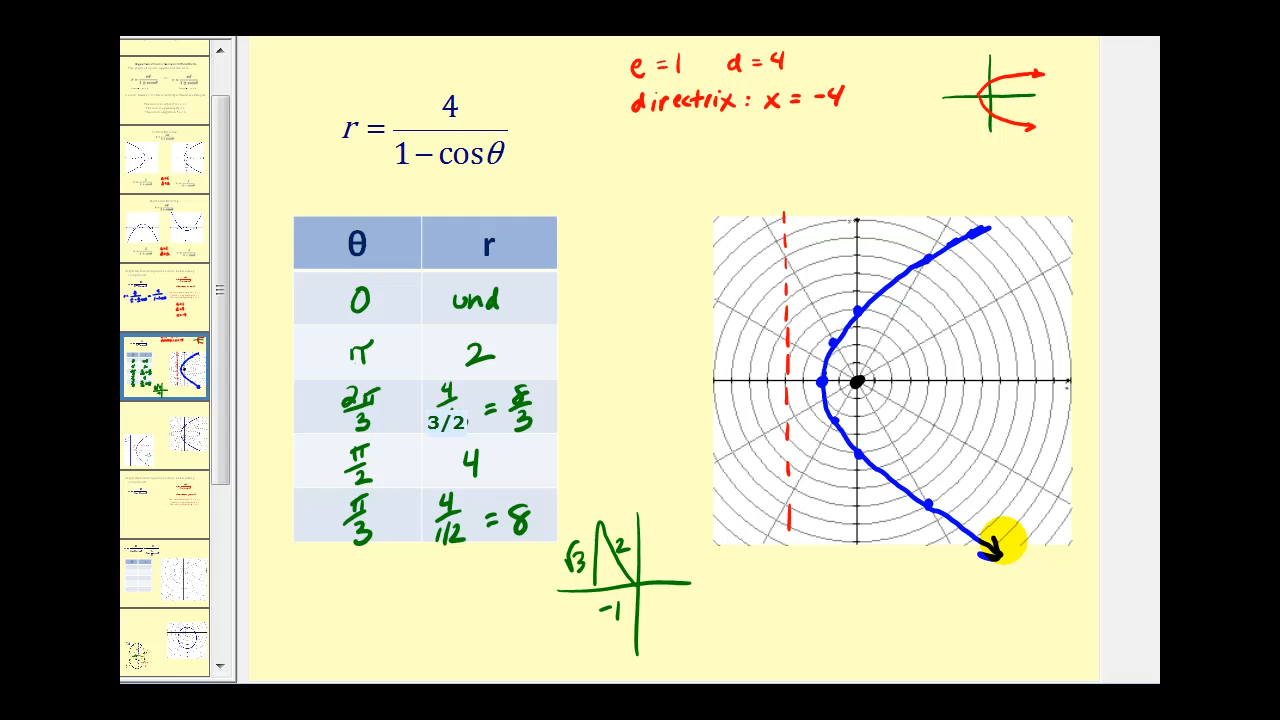 e = 1 d = 4
directrix: x = -4
r = 4 / (1 − cosθ)
θ r
0 und
π 2
2π/3 4/(3/2) = 8/3
π/2 4
π/3 4/(1/2) = 8
√3 2
-1